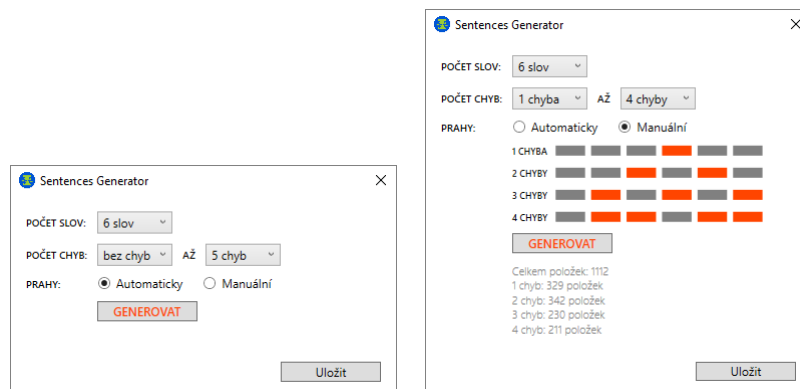 Sentences Generator
POČET SLOV: 6 slov
POČET CHYB: bez chyb AŽ 5 chyb
PRAHY: Automaticky Manuální
GENEROVAT
Uložit
Sentences Generator
POČET SLOV: 6 slov
POČET CHYB: 1 chyba AŽ 4 chyby
PRAHY: Automaticky Manuální
1 CHYBA
2 CHYBY
3 CHYBY
4 CHYBY
GENEROVAT
Celkem položek: 1112
1 chyb: 329 položek
2 chyb: 342 položek
3 chyb: 230 položek
4 chyb: 211 položek
Uložit